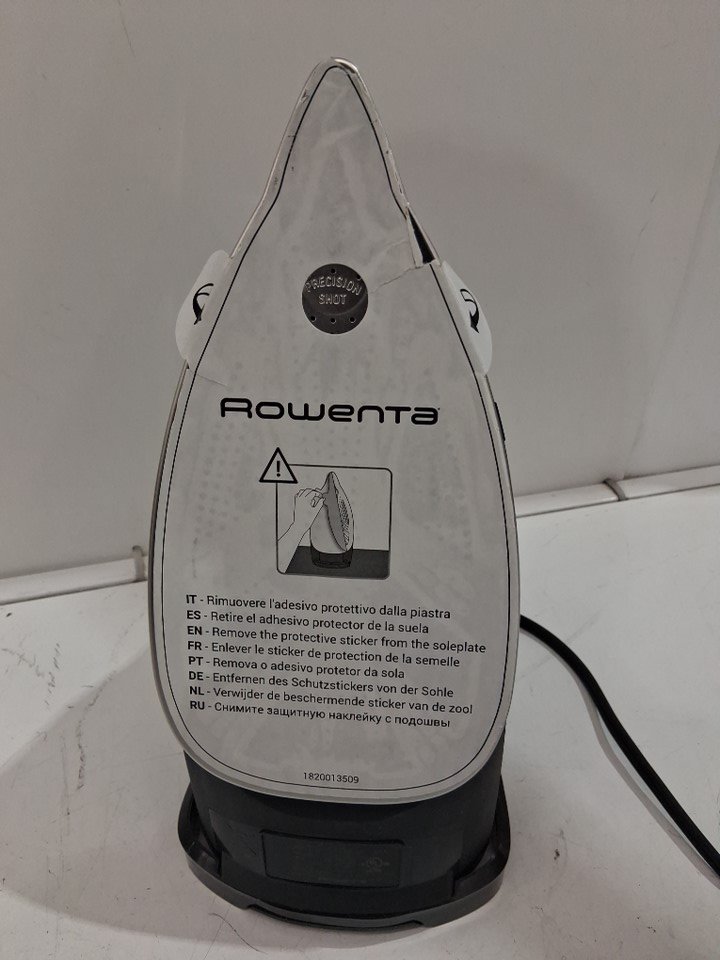 PRECISION
SHOT
Rowenta
IT - Rimuovere l'adesivo protettivo dalla piastra
ES - Retire el adhesivo protector de la suela
EN - Remove the protective sticker from the soleplate
FR - Enlever le sticker de protection de la semelle
PT - Remova o adesivo protetor da sola
DE - Entfernen des Schutzstickers von der Sohle
NL - Verwijder de beschermende sticker van de zool
RU - Снимите защитную наклейку с подошвы
1820013509